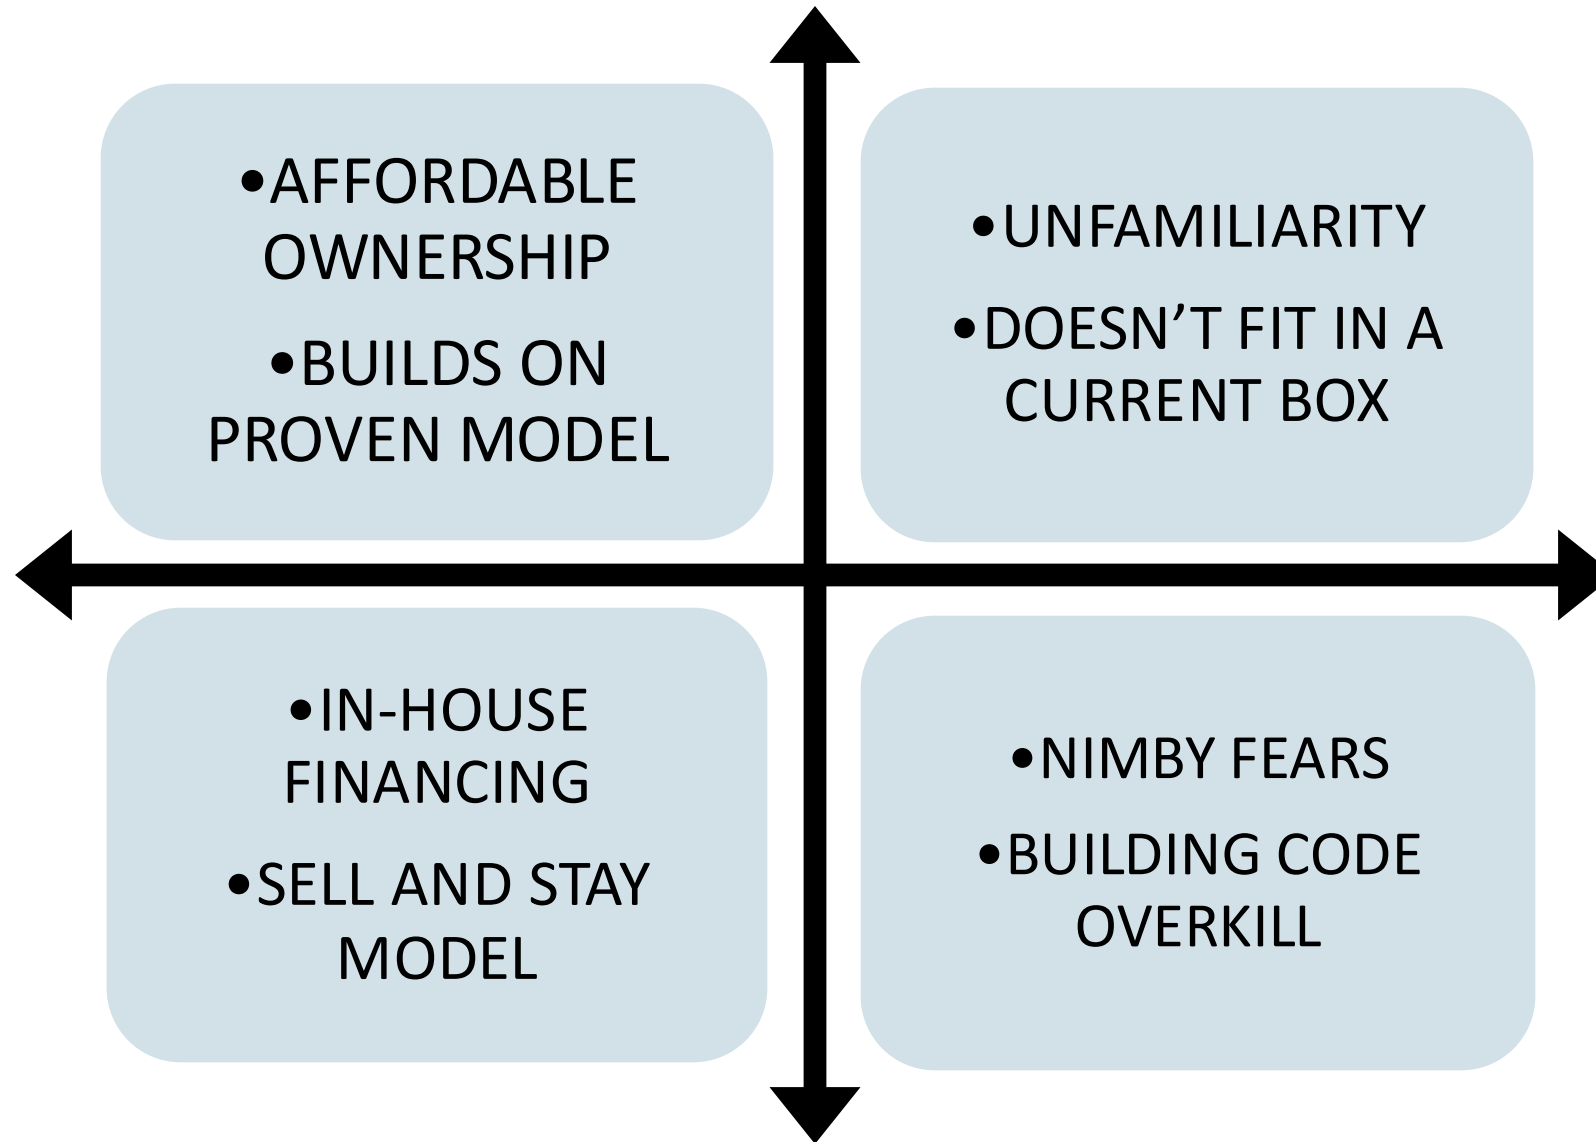 •AFFORDABLE
OWNERSHIP
•BUILDS ON
PROVEN MODEL
•UNFAMILIARITY
•DOESN’T FIT IN A
CURRENT BOX
•IN-HOUSE
FINANCING
•SELL AND STAY
MODEL
•NIMBY FEARS
•BUILDING CODE
OVERKILL